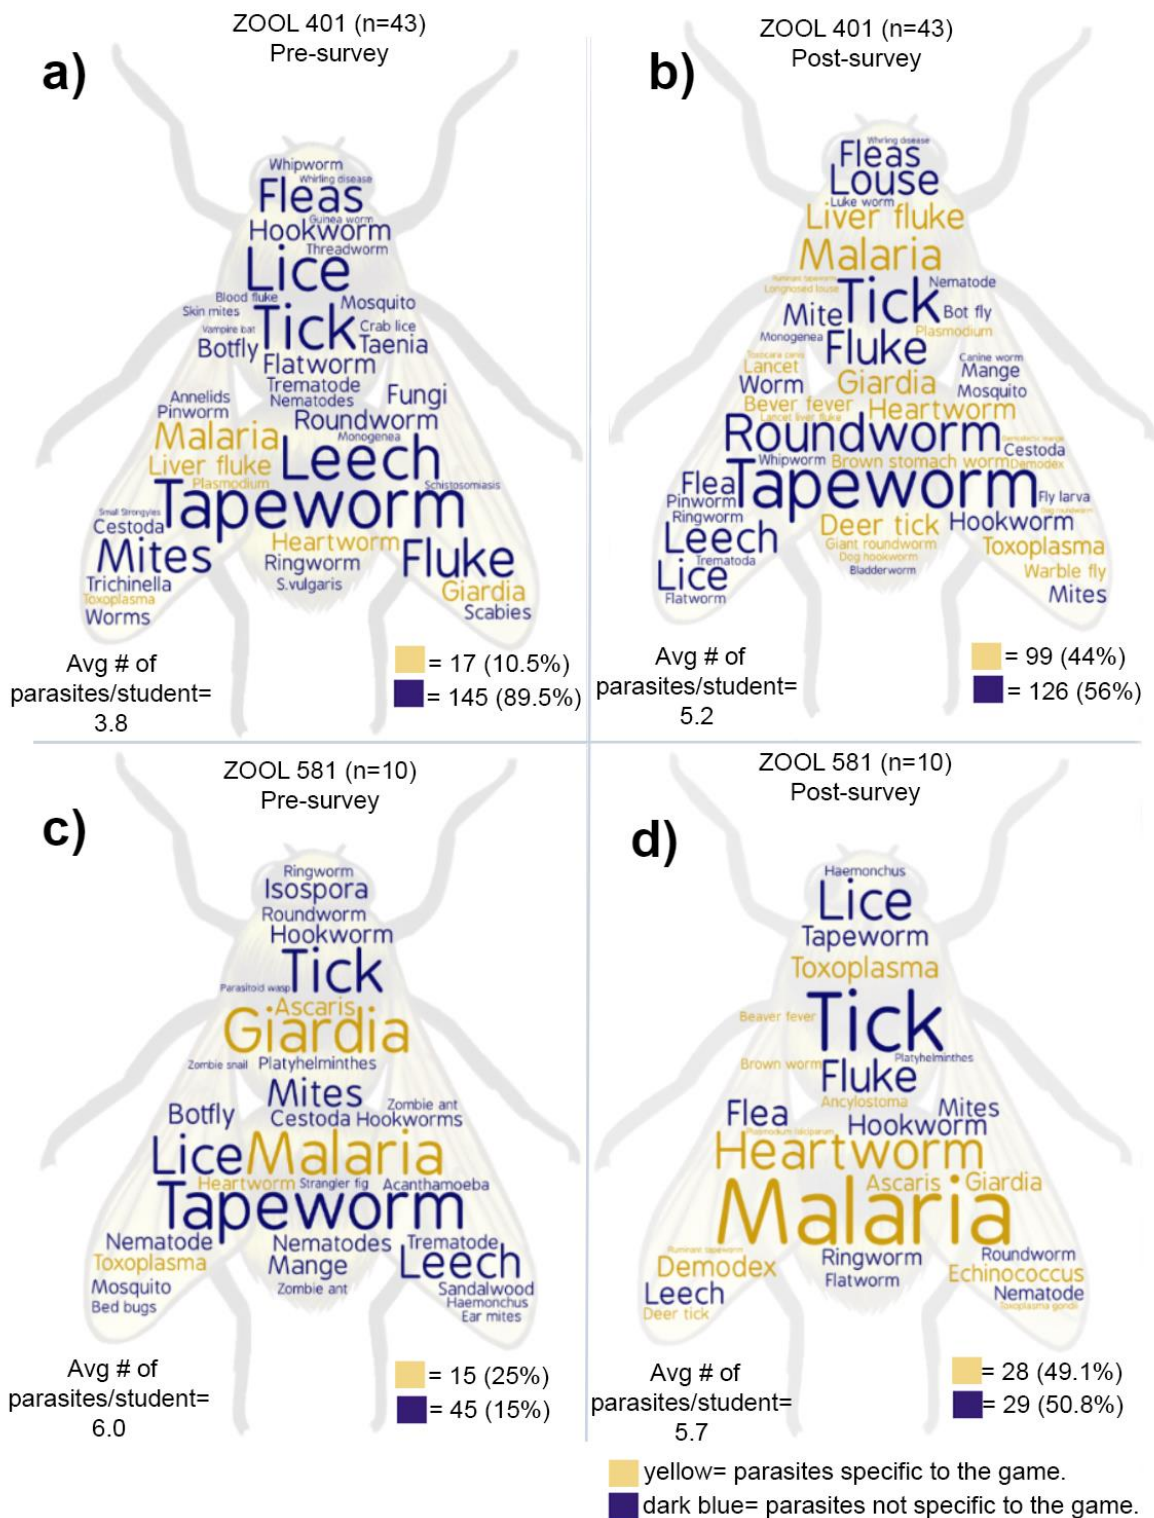 ZOOL 401 (n=43)
Pre-survey
a)
Whipworm
Whirling disease
Fleas
Guinea worm
Hookworm
Threadworm
Lice
Blood fluke
Mosquito
Skin mites
Tick
Vampire bat
Crab lice
Botfly
Taenia
Flatworm
Trematode
Annelids
Nematodes
Fungi
Pinworm
Roundworm
Malaria
Monogenea
Liver fluke
Leech
Plasmodium
Schistosomiasis
Tapeworm
Small Strongyles
Cestoda
Heartworm
Mites
Fluke
Ringworm
Trichinella
S.vulgaris
Giardia
Toxoplasma
Worms
Scabies
Avg # of
parasites/student=
3.8
= 17 (10.5%)
= 145 (89.5%)
ZOOL 401 (n=43)
Post-survey
b)
Whirling disease
Fleas
Louse
Luke worm
Liver fluke
Malaria
Ruminant tapeworm
Longnosed louse
Nematode
Tick
Mite
Bot fly
Plasmodium
Monogenea
Fluke
Toxocara canis
Canine worm
Lancet
Mange
Worm
Giardia
Mosquito
Bever fever
Heartworm
Lancet liver fluke
Roundworm
Demodectic mange
Cestoda
Whipworm
Brown stomach worm
Demodex
Flea
Tapeworm
Pinworm
Fly larva
Dog roundworm
Ringworm
Deer tick
Hookworm
Leech
Giant roundworm
Toxoplasma
Trematoda
Dog hookworm
Lice
Bladderworm
Warble fly
Flatworm
Mites
Avg # of
parasites/student=
5.2
= 99 (44%)
= 126 (56%)
ZOOL 581 (n=10)
Pre-survey
c)
Ringworm
Isospora
Roundworm
Hookworm
Tick
Parasitoid wasp
Ascaris
Giardia
Zombie snail
Platyhelminthes
Mites
Botfly
Zombie ant
Cestoda
Hookworms
Lice
Malaria
Heartworm
Strangler fig
Acanthamoeba
Tapeworm
Nematode
Nematodes
Trematode
Toxoplasma
Mange
Leech
Mosquito
Zombie ant
Sandalwood
Bed bugs
Haemonchus
Ear mites
Avg # of
parasites/student=
6.0
= 15 (25%)
= 45 (15%)
ZOOL 581 (n=10)
Post-survey
d)
Haemonchus
Lice
Tapeworm
Toxoplasma
Tick
Beaver fever
Platyhelminthes
Brown worm
Fluke
Ancylostoma
Flea
Mites
Plasmodium falciparum
Hookworm
Heartworm
Ascaris
Giardia
Malaria
Ruminant tapeworm
Ringworm
Roundworm
Demodex
Flatworm
Echinococcus
Leech
Nematode
Deer tick
Toxoplasma gondii
Avg # of
parasites/student=
5.7
= 28 (49.1%)
= 29 (50.8%)
yellow= parasites specific to the game.
dark blue= parasites not specific to the game.